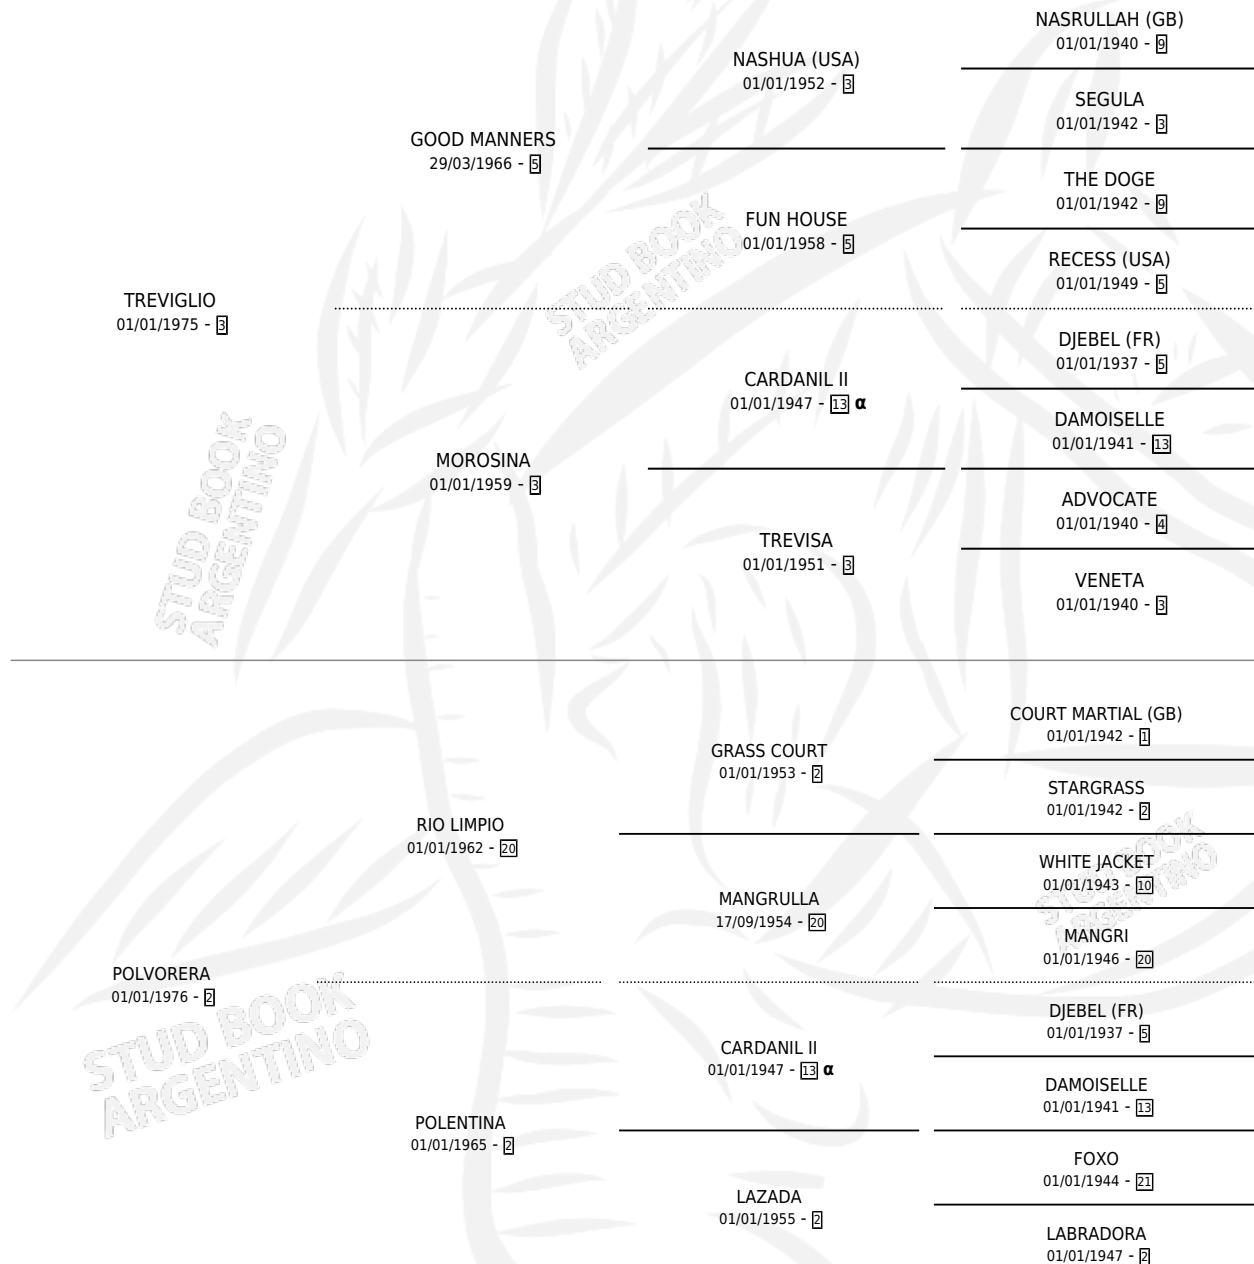 NASRULLAH (GB)
01/01/1940 - 9
NASHUA (USA)
01/01/1952 - 3
SEGULA
01/01/1942 - 3
GOOD MANNERS
29/03/1966 - 5
THE DOGE
01/01/1942 - 9
FUN HOUSE
01/01/1958 - 5
RECESS (USA)
01/01/1949 - 5
TREVIGLIO
01/01/1975 - 3
DJEBEL (FR)
01/01/1937 - 5
CARDANIL II
01/01/1947 - 13 α
DAMOISELLE
01/01/1941 - 13
MOROSINA
01/01/1959 - 3
ADVOCATE
01/01/1940 - 4
TREVISA
01/01/1951 - 3
VENETA
01/01/1940 - 3
COURT MARTIAL (GB)
01/01/1942 - 1
GRASS COURT
01/01/1953 - 2
STARGRASS
01/01/1942 - 2
RIO LIMPIO
01/01/1962 - 20
WHITE JACKET
01/01/1943 - 10
MANGRULLA
17/09/1954 - 20
MANGRI
01/01/1946 - 20
POLVORERA
01/01/1976 - 2
DJEBEL (FR)
01/01/1937 - 5
CARDANIL II
01/01/1947 - 13 α
DAMOISELLE
01/01/1941 - 13
POLENTINA
01/01/1965 - 2
FOXO
01/01/1944 - 21
LAZADA
01/01/1955 - 2
LABRADORA
01/01/1947 - 2
STUD BOOK
ARGENTINO
STUD BOOK
ARGENTINO
STUD BOOK
ARGENTINO
STUD BOOK
ARGENTINO